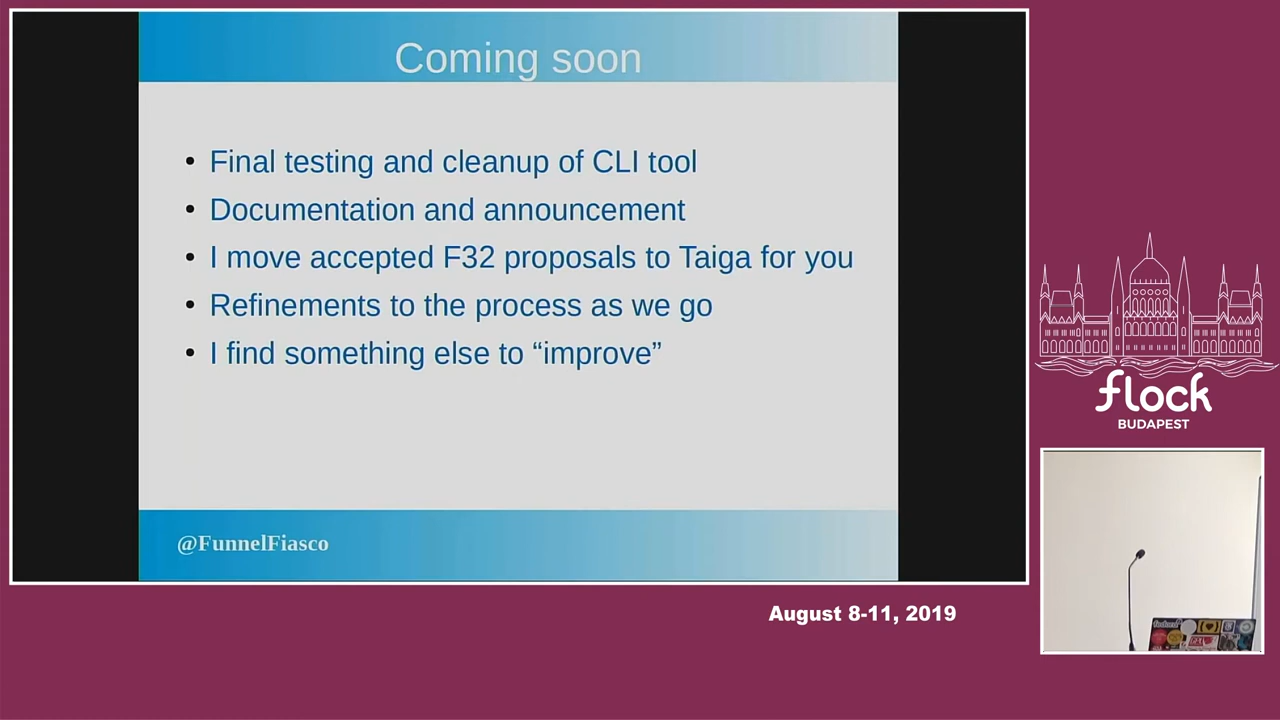 Coming soon
• Final testing and cleanup of CLI tool
• Documentation and announcement
• I move accepted F32 proposals to Taiga for you
• Refinements to the process as we go
• I find something else to “improve”
@FunnelFiasco
flock
BUDAPEST
August 8-11, 2019